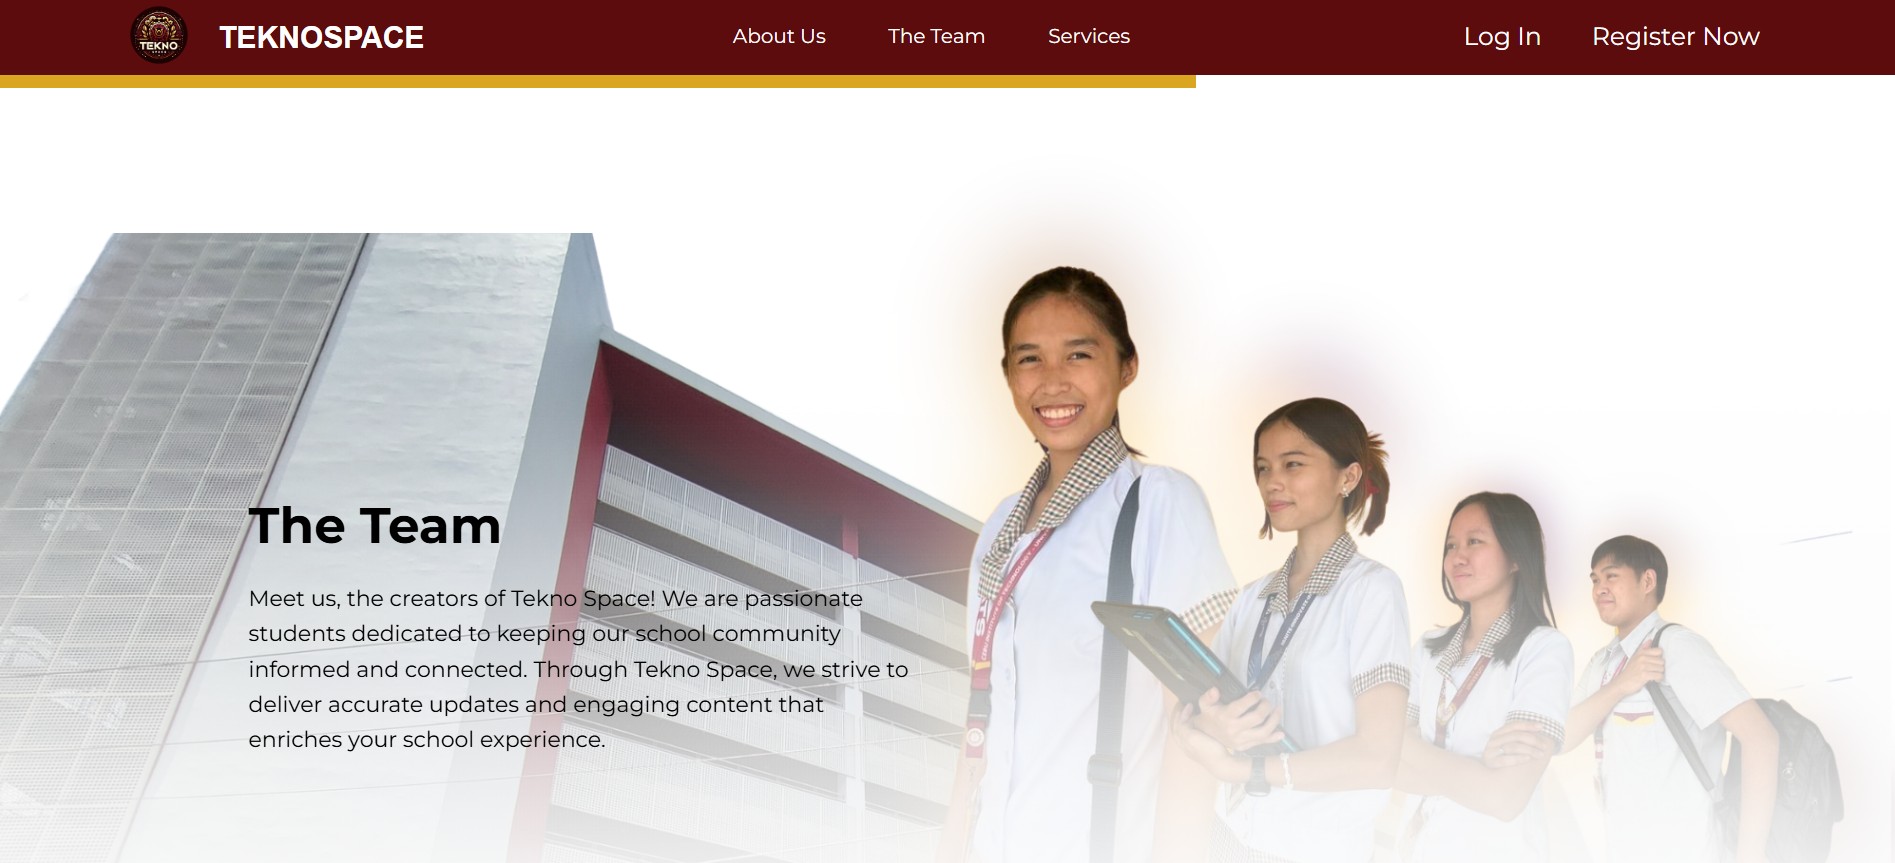 TEKNO
TEKNOSPACE
About Us
The Team
Services
Log In
Register Now
The Team
Meet us, the creators of Tekno Space! We are passionate
students dedicated to keeping our school community
informed and connected. Through Tekno Space, we strive to
deliver accurate updates and engaging content that
enriches your school experience.